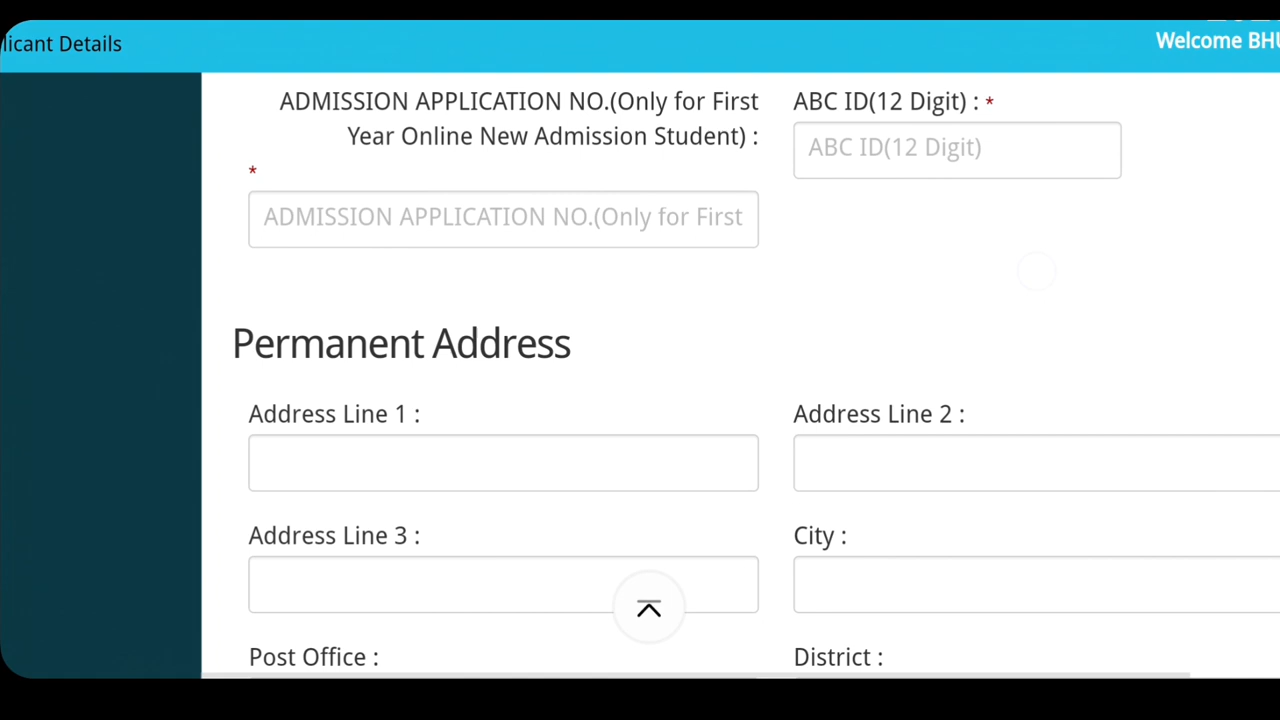 licant Details
Welcome BHU
ADMISSION APPLICATION NO.(Only for First
Year Online New Admission Student) :
*
ADMISSION APPLICATION NO.(Only for First
ABC ID(12 Digit) : *
ABC ID(12 Digit)
Permanent Address
Address Line 1 :
Address Line 2 :
Address Line 3 :
City :
Post Office :
District :